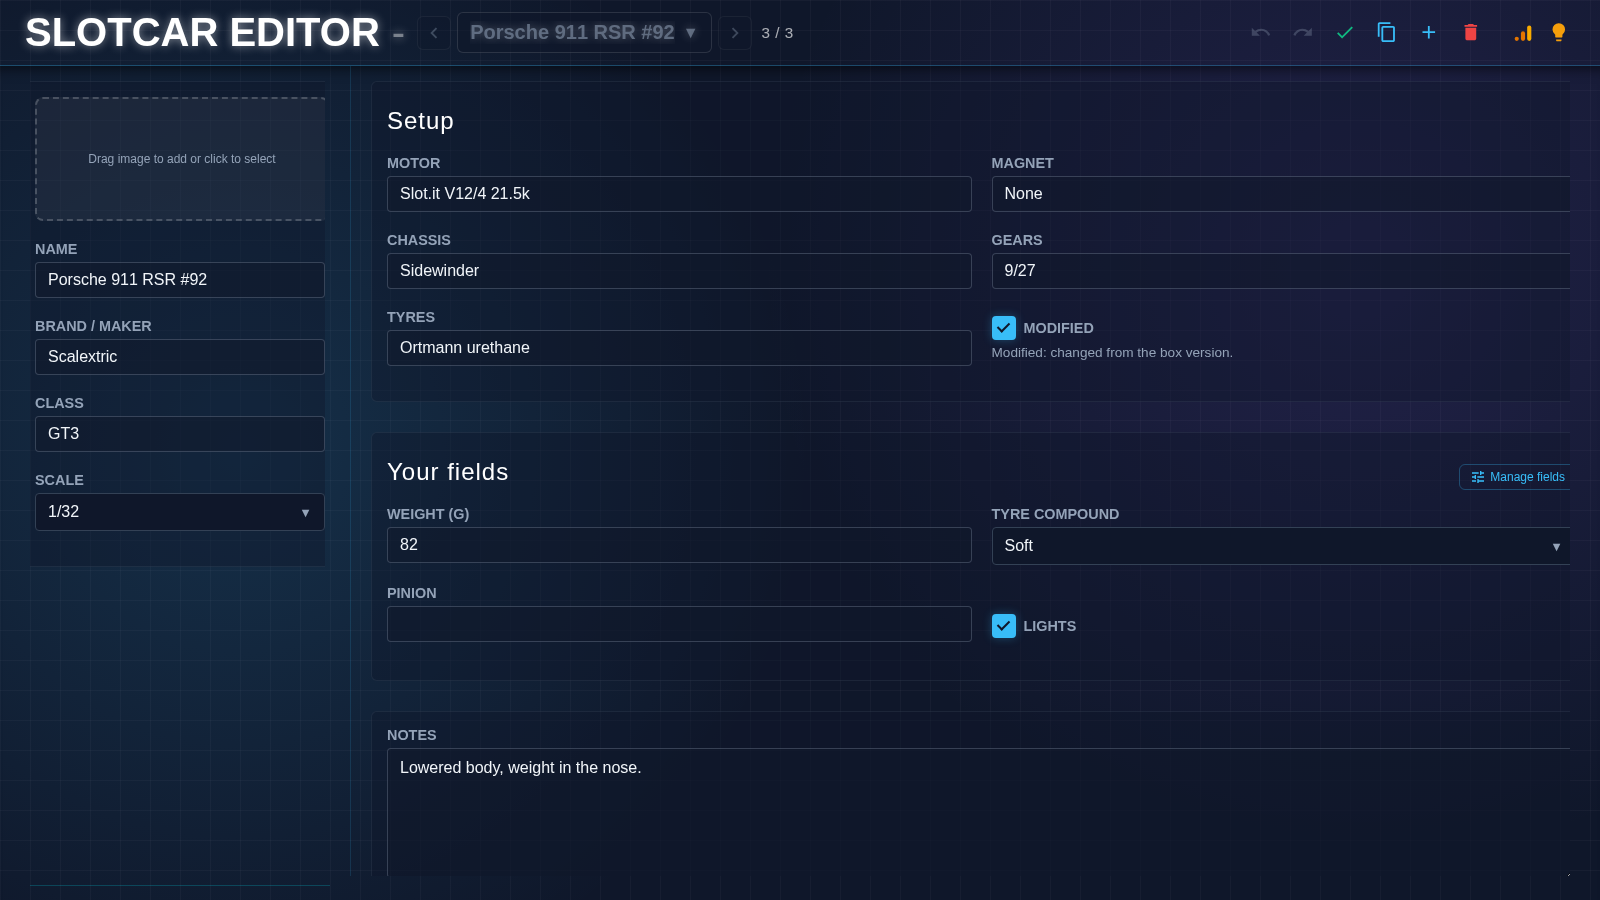 SLOTCAR EDITOR - Porsche 911 RSR #92 3 / 3
Drag image to add or click to select
NAME
Porsche 911 RSR #92
BRAND / MAKER
Scalextric
CLASS
GT3
SCALE
1/32
Setup
MOTOR
Slot.it V12/4 21.5k
MAGNET
None
CHASSIS
Sidewinder
GEARS
9/27
TYRES
Ortmann urethane
MODIFIED
Modified: changed from the box version.
Your fields
Manage fields
WEIGHT (G)
82
TYRE COMPOUND
Soft
PINION
LIGHTS
NOTES
Lowered body, weight in the nose.